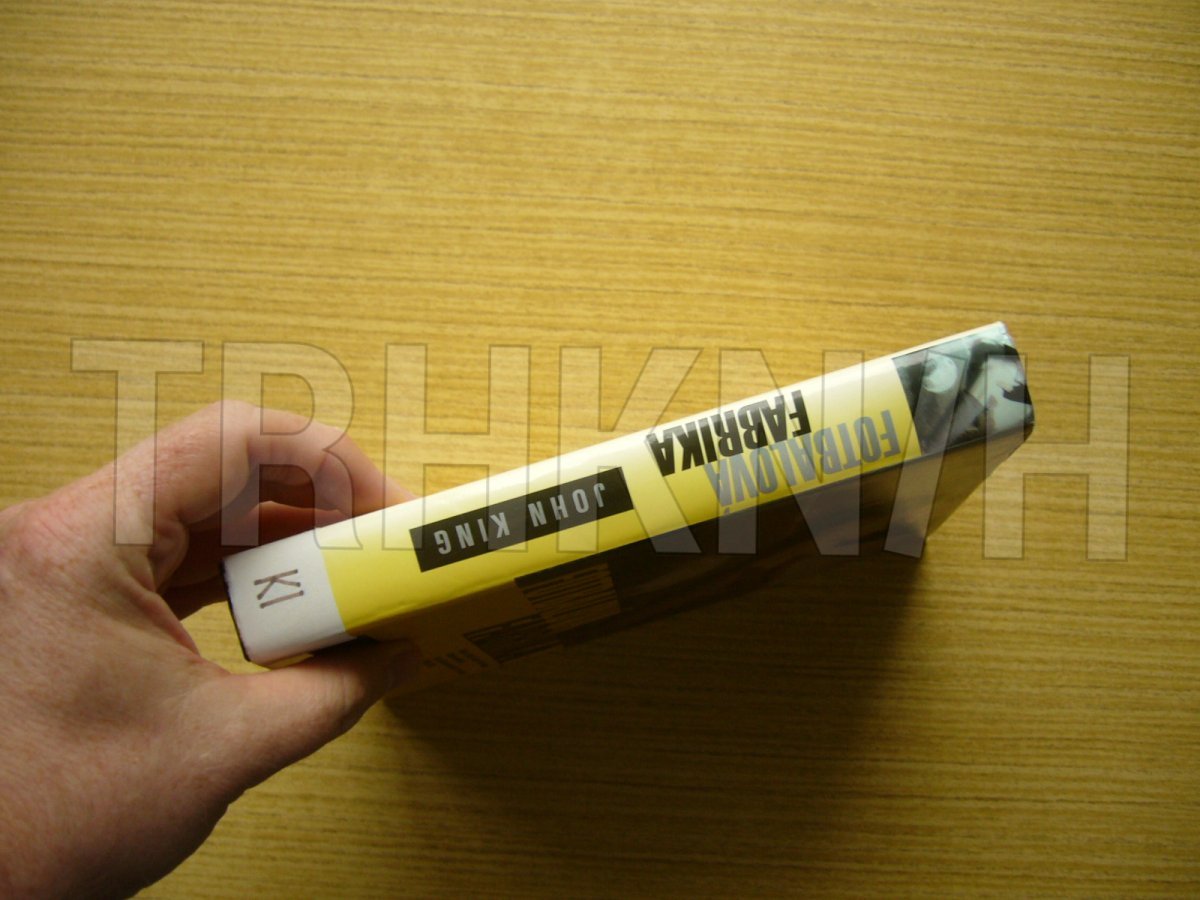 FOTBALOVÁ
FABRIKA
JOHN KING
KI
TRHKNIH